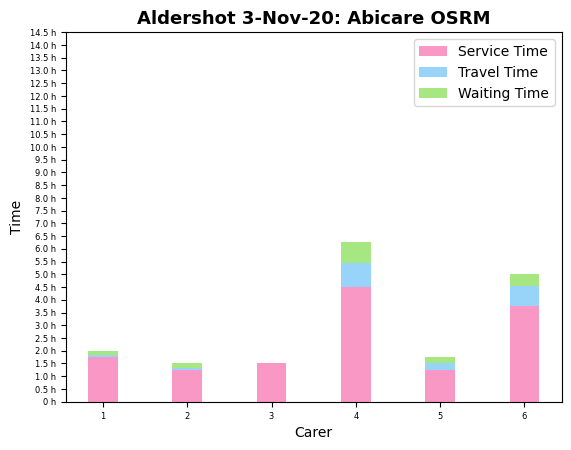 Aldershot 3-Nov-20: Abicare OSRM
Service Time
Travel Time
Waiting Time
14.5 h
14.0 h
13.5 h
13.0 h
12.5 h
12.0 h
11.5 h
11.0 h
10.5 h
10.0 h
9.5 h
9.0 h
8.5 h
8.0 h
7.5 h
7.0 h
6.5 h
6.0 h
5.5 h
5.0 h
4.5 h
4.0 h
3.5 h
3.0 h
2.5 h
2.0 h
1.5 h
1.0 h
0.5 h
0 h
Time
1 2 3 4 5 6
Carer